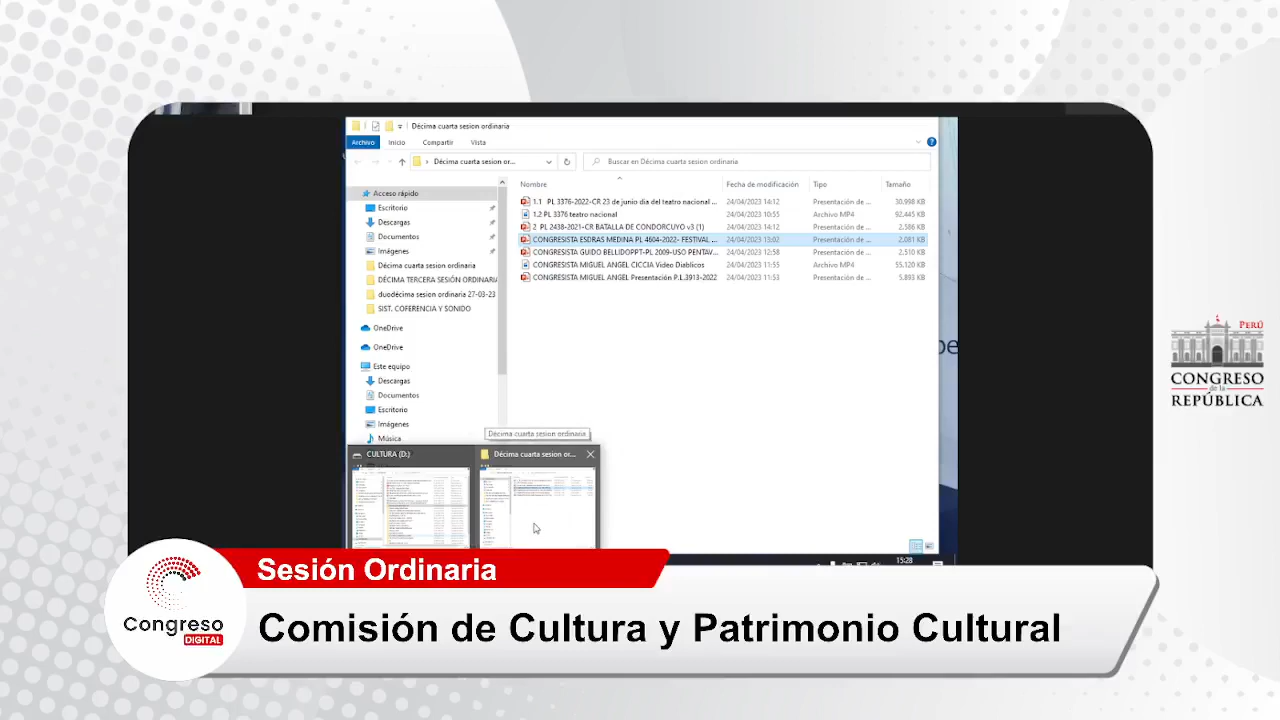 Décima cuarta sesion ordinaria
Archivo Inicio Compartir Vista
Décima cuarta sesion or...
Buscar en Décima cuarta sesion ordinaria
Nombre Fecha de modificación Tipo Tamaño
1.1 PL 3376-2022-CR 23 de junio dia del teatro nacional ... 24/04/2023 14:12 Presentación de ... 30,998 KB
1.2 PL 3376 teatro nacional 24/04/2023 10:55 Archivo MP4 92,445 KB
2 PL 2438-2021-CR BATALLA DE CONDORCUYO v3 (1) 24/04/2023 14:12 Presentación de ... 2,586 KB
CONGRESISTA ESDRAS MEDINA PL 4604-2022- FESTIVAL ... 24/04/2023 13:02 Presentación de ... 2,081 KB
CONGRESISTA GUIDO BELLIDOPPT-PL 2009-USO PENTAV... 24/04/2023 12:58 Presentación de ... 2,510 KB
CONGRESISTA MIGUEL ANGEL CICCIA Video Diablicos 24/04/2023 11:55 Archivo MP4 55,120 KB
CONGRESISTA MIGUEL ANGEL Presentación P.L.3913-2022 24/04/2023 11:53 Presentación de ... 5,893 KB
Acceso rápido
Escritorio
Descargas
Documentos
Imágenes
Décima cuarta sesion ordinaria
DÉCIMA TERCERA SESIÓN ORDINARIA
duodécima sesion ordinaria 27-03-23
SIST. COFERENCIA Y SONIDO
OneDrive
OneDrive
Este equipo
Descargas
Documentos
Escritorio
Imágenes
Música
Décima cuarta sesion ordinaria
CULTURA (D:)
Décima cuarta sesion or...
15:28
PERÚ
CONGRESO
de la
REPÚBLICA
Congreso
DIGITAL
Sesión Ordinaria
Comisión de Cultura y Patrimonio Cultural